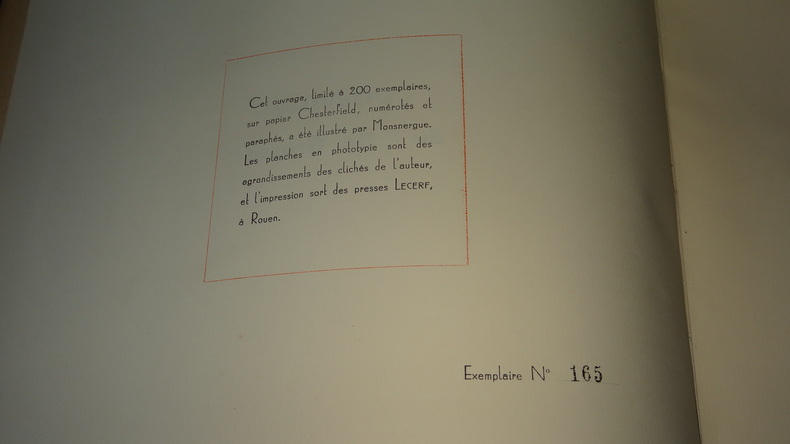 Cet ouvrage, limité à 200 exemplaires,
sur papier Chesterfield, numérotés et
paraphés, a été illustré par Monsnergue.
Les planches en phototypie sont des
agrandissements des clichés de l'auteur,
et l'impression sort des presses LECERF,
à Rouen.
Exemplaire N° 165